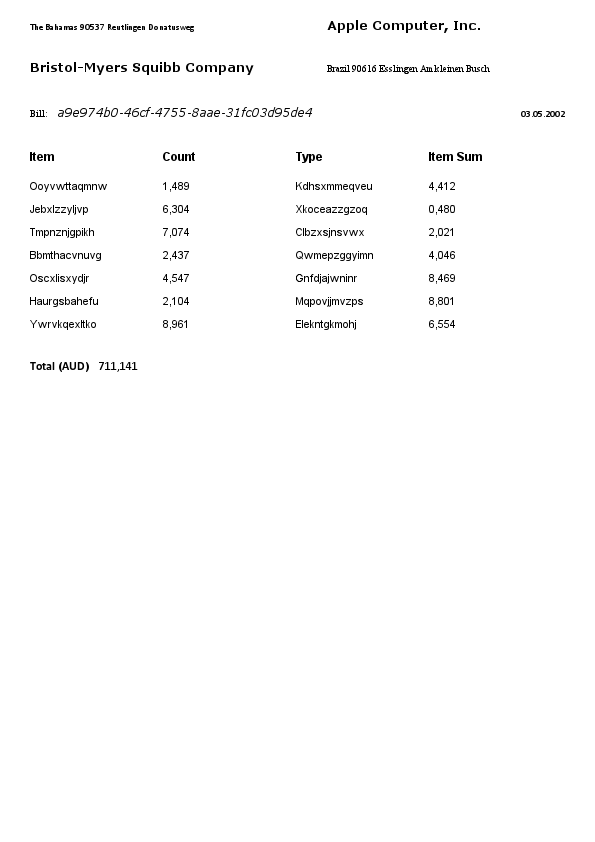 The Bahamas 90537 Reutlingen Donatusweg Apple Computer, Inc.
Bristol-Myers Squibb Company Brazil 90616 Esslingen Am kleinen Busch
Bill: a9e974b0-46cf-4755-8aae-31fc03d95de4 03.05.2002
Item Count Type Item Sum
Ooyvwttaqmnw 1,489 Kdhsxmmeqveu 4,412
Jebxlzzyljvp 6,304 Xkoceazzgzoq 0,480
Tmpnznjgpikh 7,074 Clbzxsjnsvwx 2,021
Bbmthacvnuvg 2,437 Qwmepzggyimn 4,046
Oscxlisxydjr 4,547 Gnfdjajwninr 8,469
Haurgsbahefu 2,104 Mqpovjjmvzps 8,801
Ywrvkqexltko 8,961 Elekntgkmohj 6,554
Total (AUD) 711,141